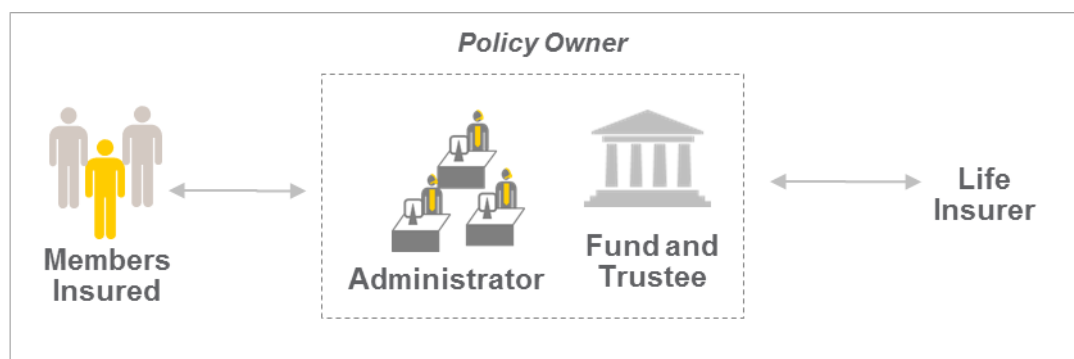 Policy Owner
Members
Insured
Administrator
Fund and
Trustee
Life
Insurer